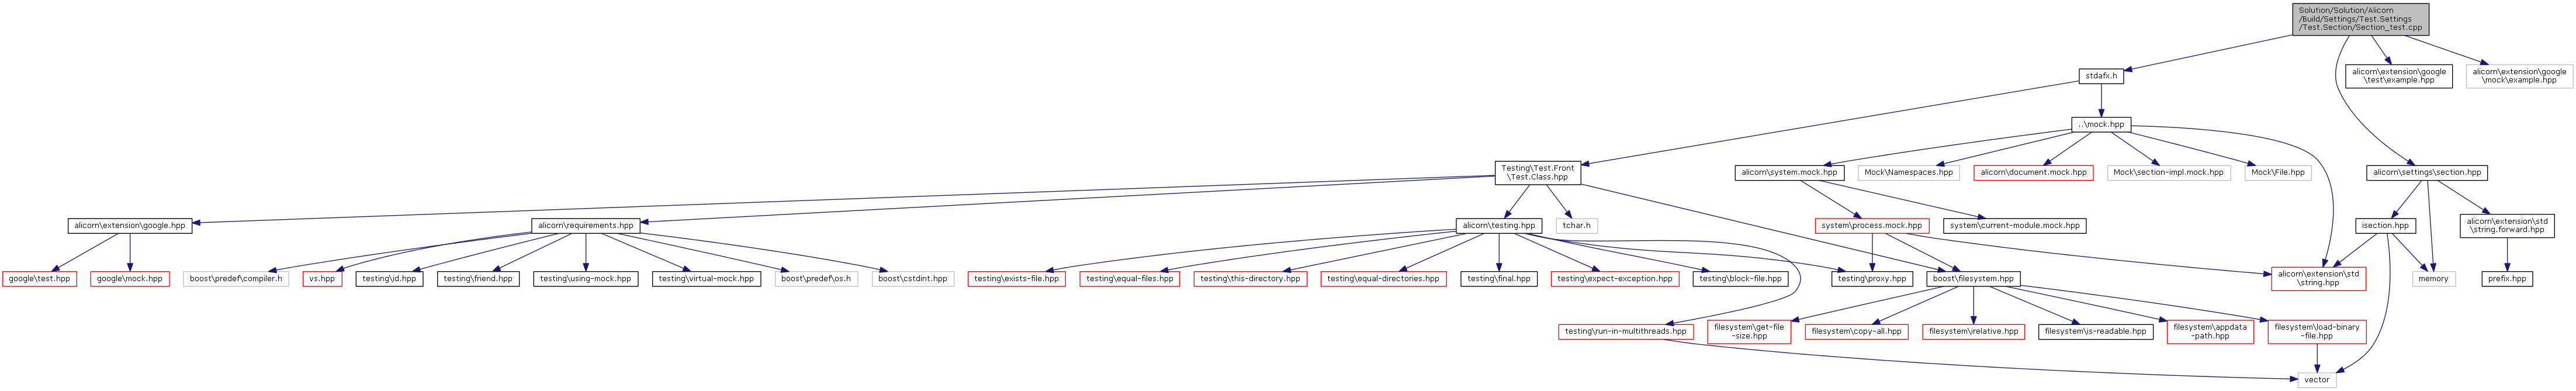 Solution/Solution/Alicorn
/Build/Settings/Test.Settings
/Test.Section/Section_test.cpp
stdafx.h
alicorn\extension\google
\test\example.hpp
alicorn\extension\google
\mock\example.hpp
..\mock.hpp
Testing\Test.Front
\Test.Class.hpp
alicorn\system.mock.hpp
Mock\Namespaces.hpp
alicorn\document.mock.hpp
Mock\section-impl.mock.hpp
Mock\File.hpp
alicorn\settings\section.hpp
alicorn\extension\google.hpp
alicorn\requirements.hpp
alicorn\testing.hpp
tchar.h
system\process.mock.hpp
system\current-module.mock.hpp
isection.hpp
alicorn\extension\std
\string.forward.hpp
google\test.hpp
google\mock.hpp
boost\predef\compiler.h
vs.hpp
testing\id.hpp
testing\friend.hpp
testing\using-mock.hpp
testing\virtual-mock.hpp
boost\predef\os.h
boost\cstdint.hpp
testing\exists-file.hpp
testing\equal-files.hpp
testing\this-directory.hpp
testing\equal-directories.hpp
testing\final.hpp
testing\expect-exception.hpp
testing\block-file.hpp
testing\proxy.hpp
boost\filesystem.hpp
alicorn\extension\std
\string.hpp
memory
prefix.hpp
testing\run-in-multithreads.hpp
filesystem\get-file
-size.hpp
filesystem\copy-all.hpp
filesystem\irelative.hpp
filesystem\is-readable.hpp
filesystem\appdata
-path.hpp
filesystem\load-binary
-file.hpp
vector